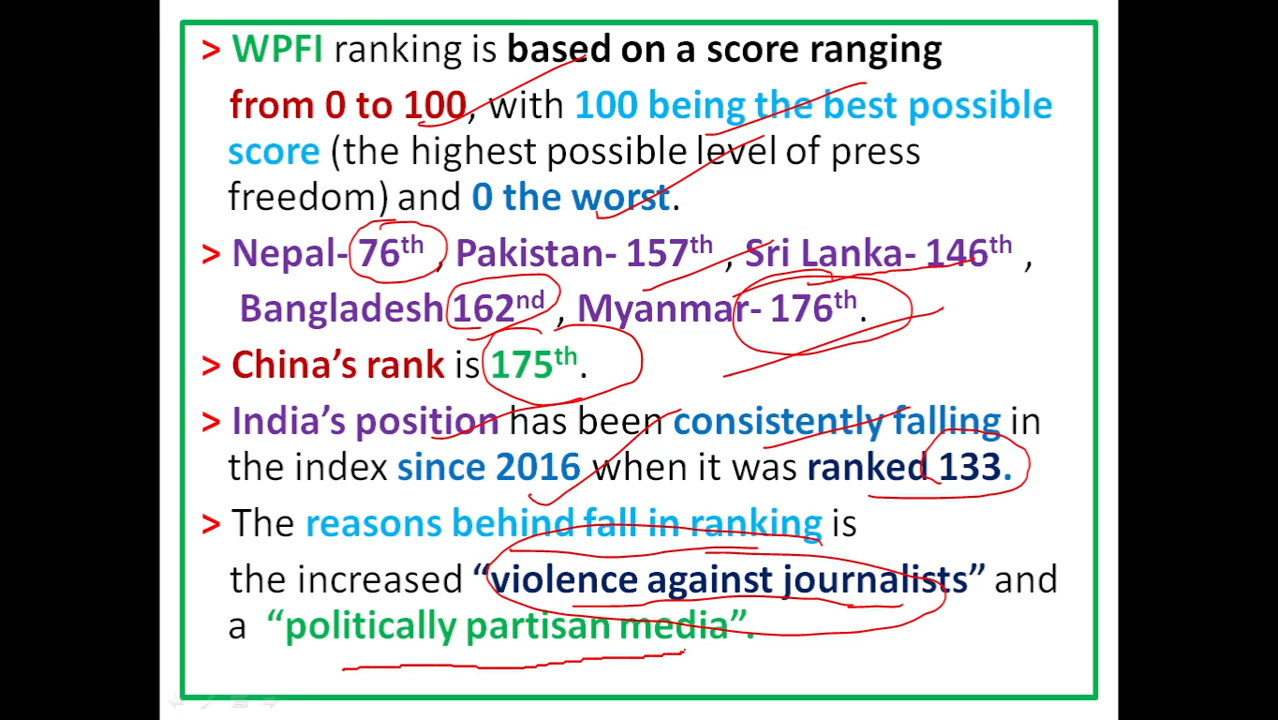 > WPFI ranking is based on a score ranging
from 0 to 100, with 100 being the best possible
score (the highest possible level of press
freedom) and 0 the worst.
> Nepal- 76th , Pakistan- 157th , Sri Lanka- 146th ,
Bangladesh 162nd , Myanmar- 176th.
> China's rank is 175th.
> India's position has been consistently falling in
the index since 2016 when it was ranked 133.
> The reasons behind fall in ranking is
the increased “violence against journalists” and
a “politically partisan media”.